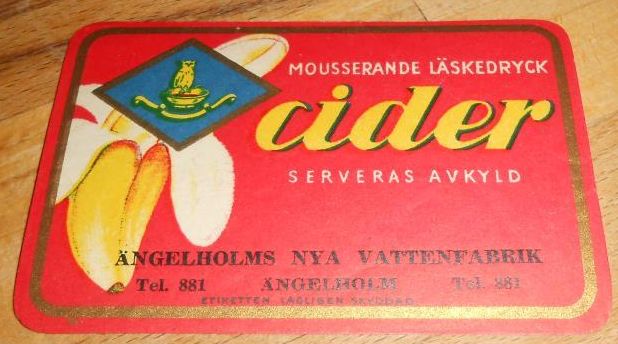 MOUSSERANDE LÄSKEDRYCK
cider
SERVERAS AVKYLD
ÄNGELHOLMS NYA VATTENFABRIK
Tel. 881 ÄNGELHOLM Tel. 881
ETIKETTEN LAGLIGEN SKYDDAD